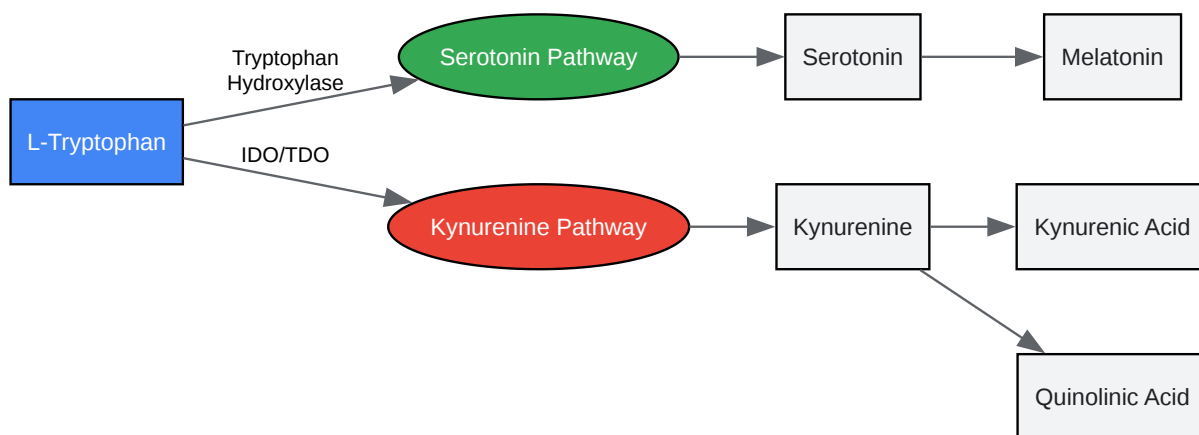 Tryptophan
Hydroxylase
Serotonin Pathway
Serotonin
Melatonin
L-Tryptophan
IDO/TDO
Kynurenine Pathway
Kynurenine
Kynurenic Acid
Quinolinic Acid